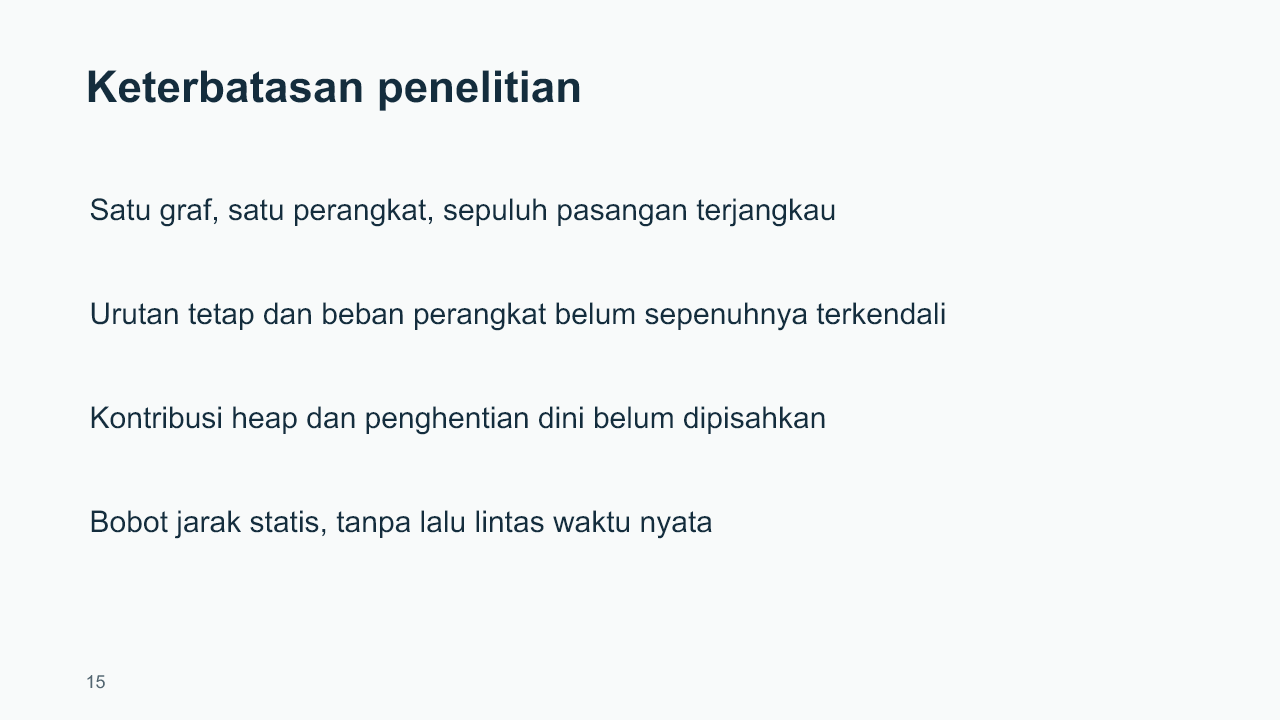 Keterbatasan penelitian
Satu graf, satu perangkat, sepuluh pasangan terjangkau
Urutan tetap dan beban perangkat belum sepenuhnya terkendali
Kontribusi heap dan penghentian dini belum dipisahkan
Bobot jarak statis, tanpa lalu lintas waktu nyata
15